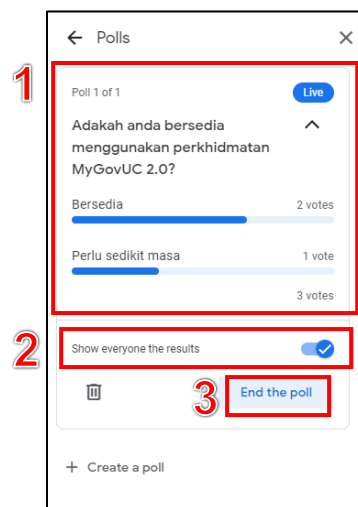 Polls
1
Poll 1 of 1 Live
Adakah anda bersedia
menggunakan perkhidmatan
MyGovUC 2.0?
Bersedia 2 votes
Perlu sedikit masa 1 vote
3 votes
2
Show everyone the results
3
End the poll
+ Create a poll